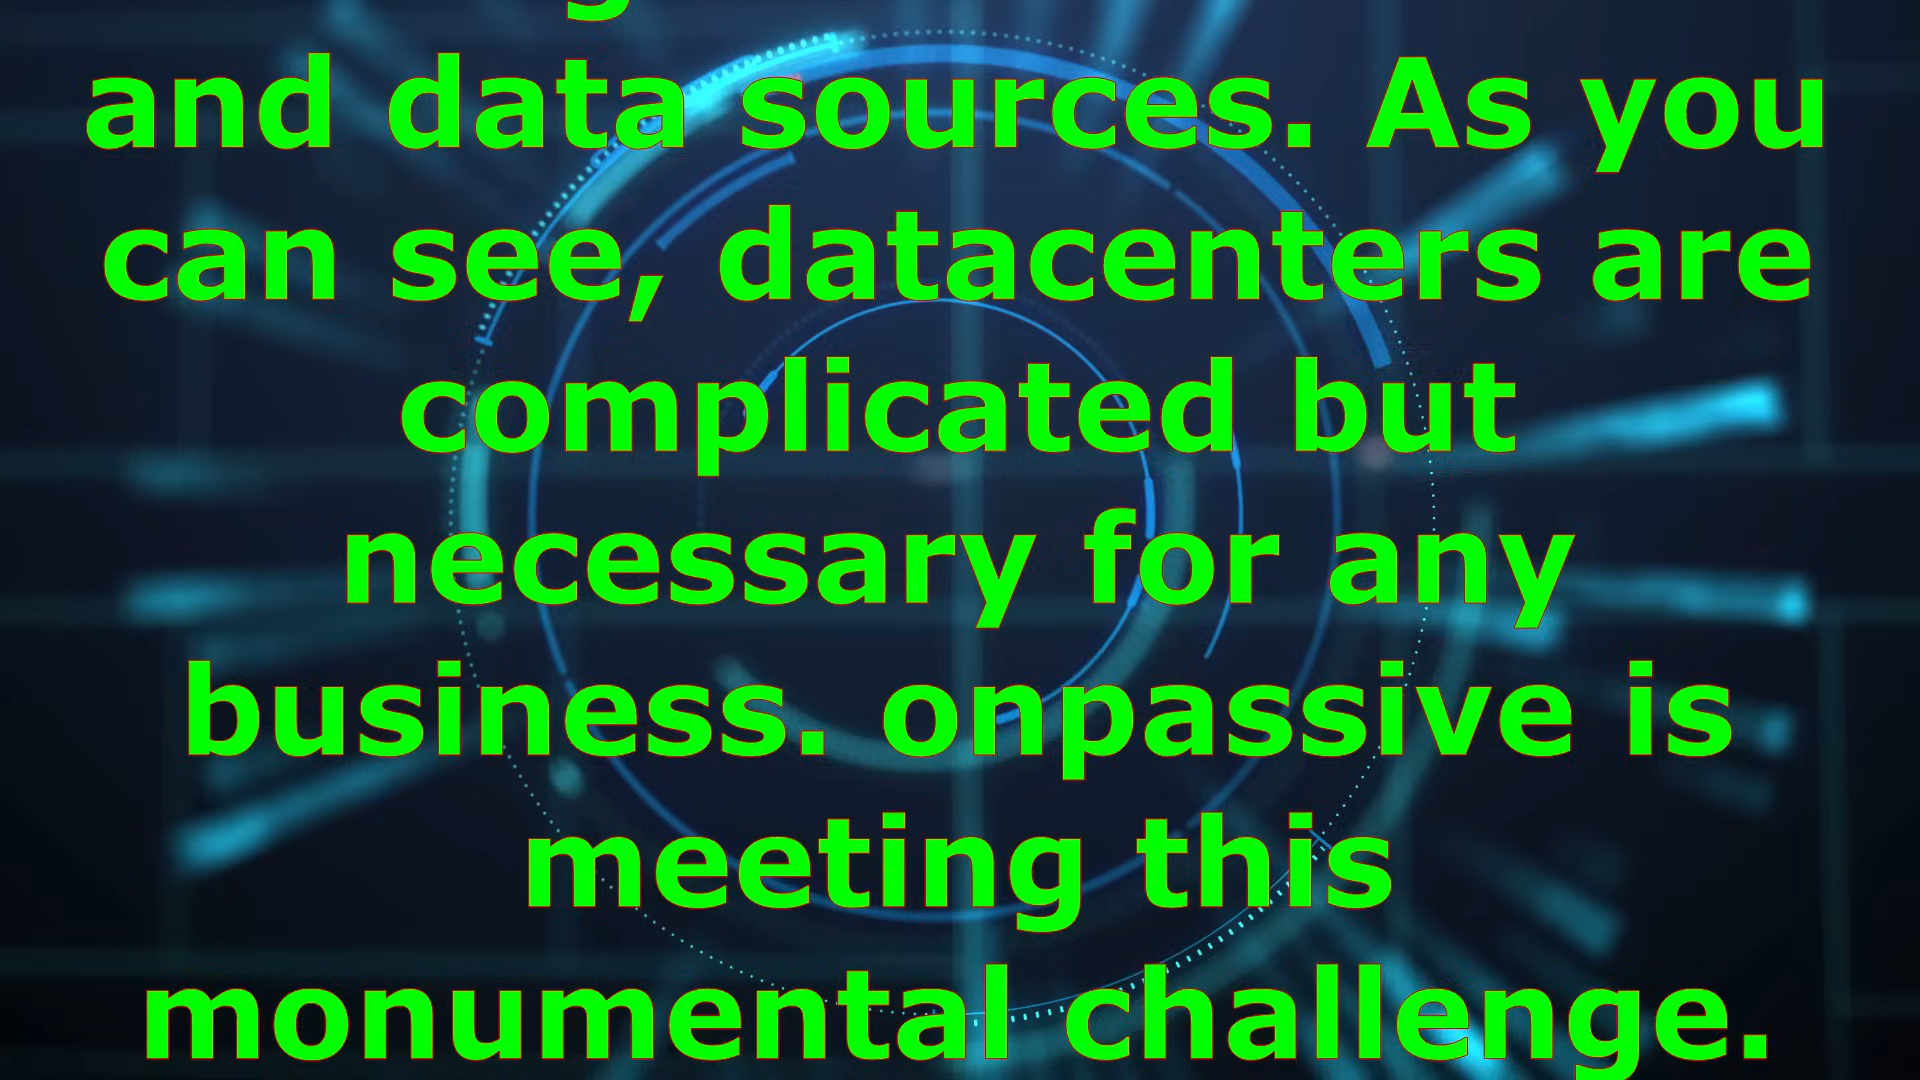 and data sources. As you
can see, datacenters are
complicated but
necessary for any
business. onpassive is
meeting this
monumental challenge.